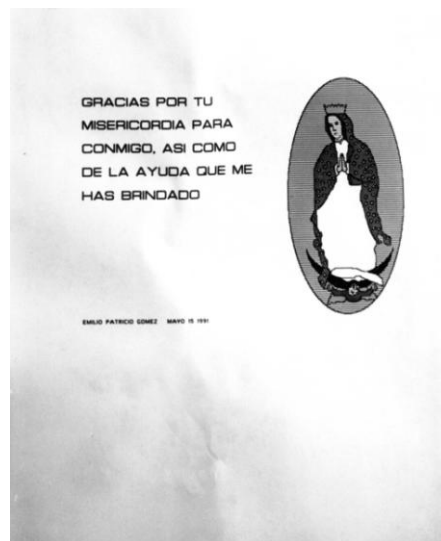 GRACIAS POR TU
MISERICORDIA PARA
CONMIGO, ASI COMO
DE LA AYUDA QUE ME
HAS BRINDADO
EMILIO PATRICIO GOMEZ MAYO 15 1991